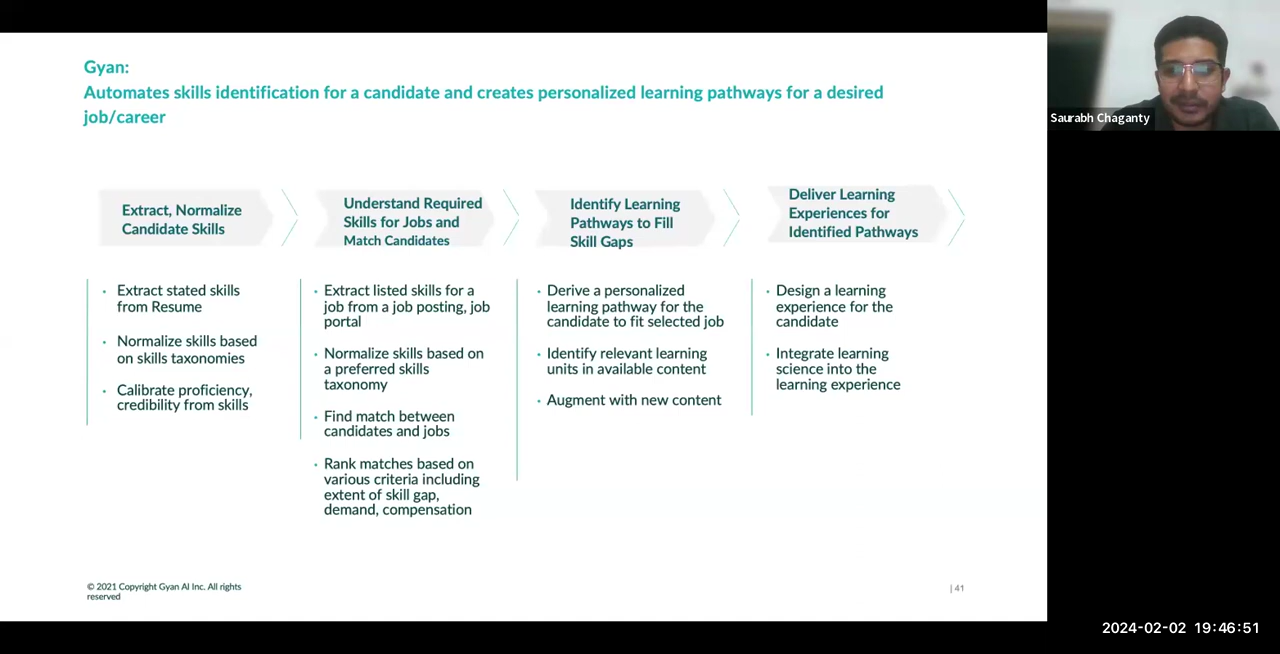 Gyan:
Automates skills identification for a candidate and creates personalized learning pathways for a desired
job/career
Saurabh Chaganty
Extract, Normalize
Candidate Skills
Understand Required
Skills for Jobs and
Match Candidates
Identify Learning
Pathways to Fill
Skill Gaps
Deliver Learning
Experiences for
Identified Pathways
• Extract stated skills
from Resume
• Normalize skills based
on skills taxonomies
• Calibrate proficiency,
credibility from skills
• Extract listed skills for a
job from a job posting, job
portal
• Normalize skills based on
a preferred skills
taxonomy
• Find match between
candidates and jobs
• Rank matches based on
various criteria including
extent of skill gap,
demand, compensation
• Derive a personalized
learning pathway for the
candidate to fit selected job
• Identify relevant learning
units in available content
• Augment with new content
• Design a learning
experience for the
candidate
• Integrate learning
science into the
learning experience
© 2021 Copyright Gyan AI Inc. All rights
reserved
| 41
2024-02-02 19:46:51